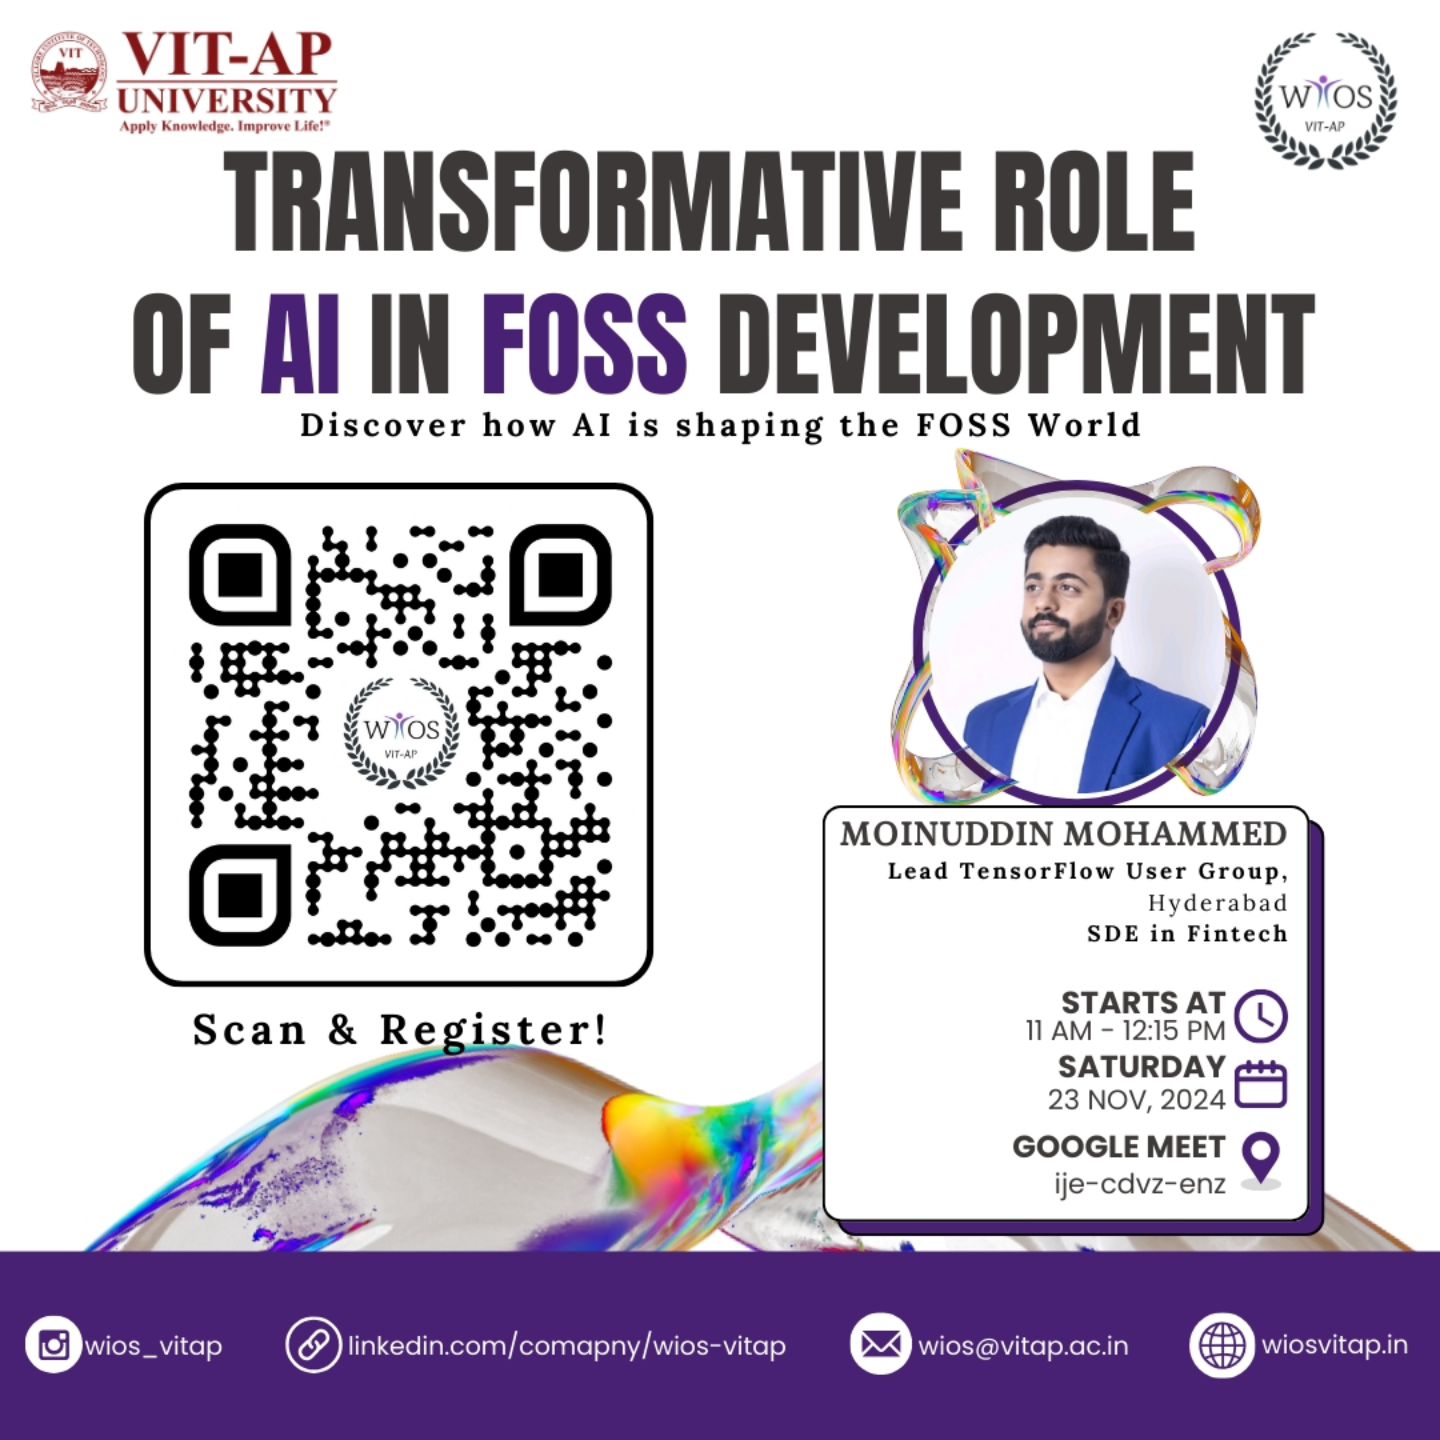 VIT
VIT-AP
UNIVERSITY
Apply Knowledge. Improve Life!®
WIOS
VIT-AP
TRANSFORMATIVE ROLE
OF AI IN FOSS DEVELOPMENT
Discover how AI is shaping the FOSS World
WIOS
VIT-AP
Scan & Register!
MOINUDDIN MOHAMMED
Lead TensorFlow User Group,
Hyderabad
SDE in Fintech
STARTS AT
11 AM - 12:15 PM
SATURDAY
23 NOV, 2024
GOOGLE MEET
ije-cdvz-enz
wios_vitap
linkedin.com/comapny/wios-vitap
wios@vitap.ac.in
wiosvitap.in